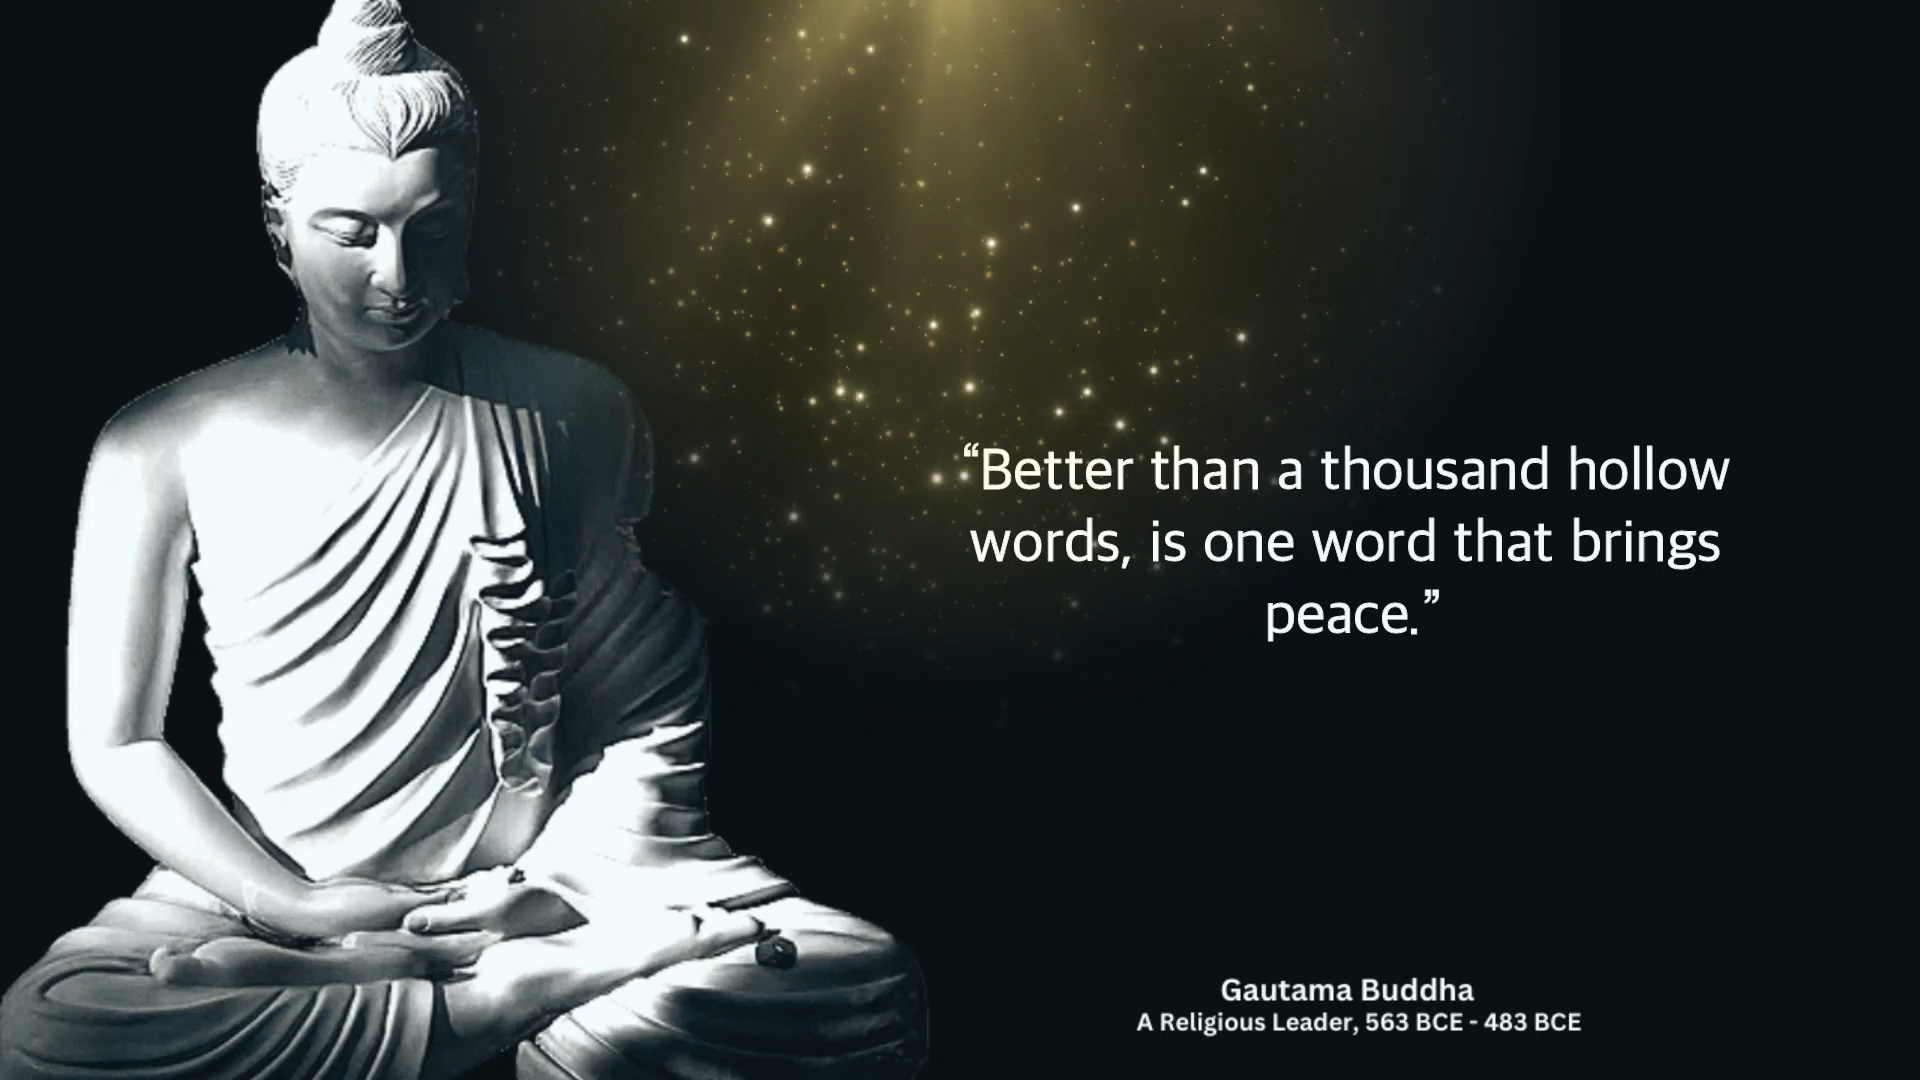 “Better than a thousand hollow
words, is one word that brings
peace.”
Gautama Buddha
A Religious Leader, 563 BCE - 483 BCE